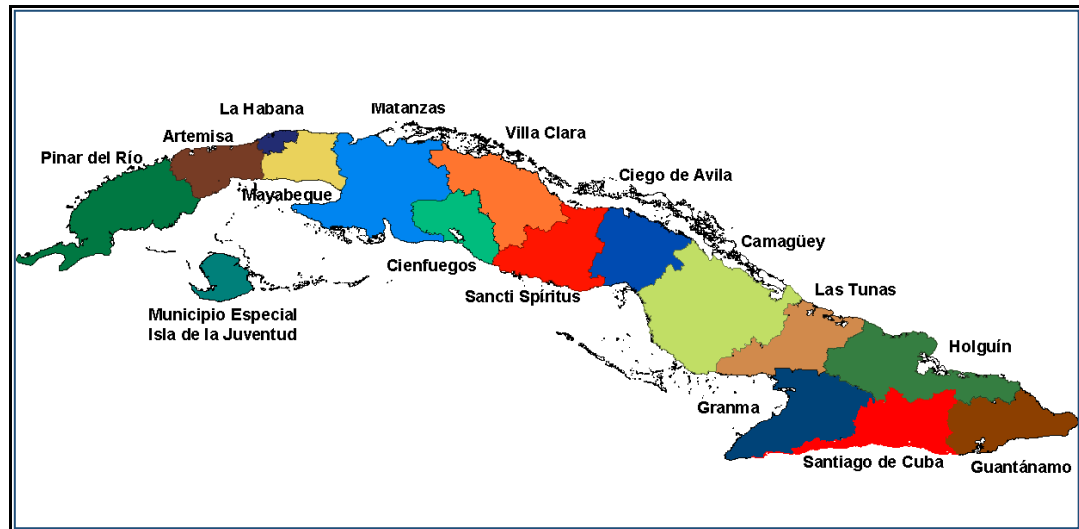 La Habana
Matanzas
Artemisa
Villa Clara
Pinar del Río
Ciego de Avila
Mayabeque
Camagüey
Cienfuegos
Las Tunas
Sancti Spíritus
Municipio Especial
Isla de la Juventud
Holguín
Granma
Santiago de Cuba
Guantánamo